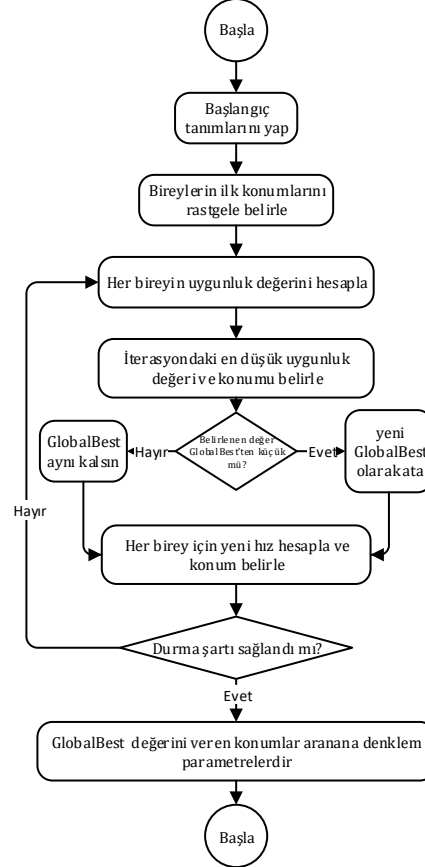 Başla
Başlangıç
tanımlarını yap
Bireylerin ilk konumlarını
rastgele belirle
Her bireyin uygunluk değerini hesapla
İterasyondaki en düşük uygunluk
değeri ve konumu belirle
GlobalBest
aynı kalsın
Hayır
Belirlenen değer
GlobalBest'ten küçük
mü?
Evet
yeni
GlobalBest
olarak ata
Hayır
Her birey için yeni hız hesapla ve
konum belirle
Durma şartı sağlandı mı?
Evet
GlobalBest değerini veren konumlar aranana denklem
parametrelerdir
Başla